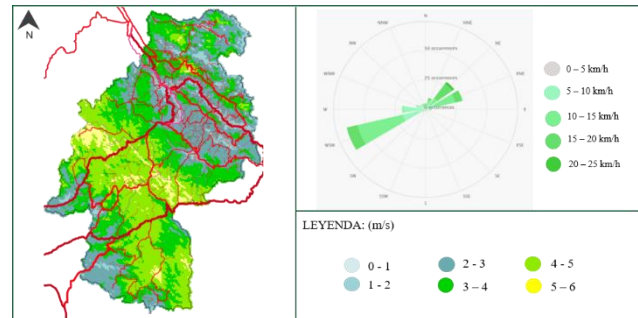 N
N
NNW
NNE
NW
NE
50 occurrences
WNW
ENE
25 occurrences
0 occurrences
W
E
WSW
ESE
SW
SE
SSW
SSE
S
0 – 5 km/h
5 – 10 km/h
10 – 15 km/h
15 – 20 km/h
20 – 25 km/h
LEYENDA: (m/s)
0 - 1
2 - 3
4 - 5
1 - 2
3 – 4
5 – 6